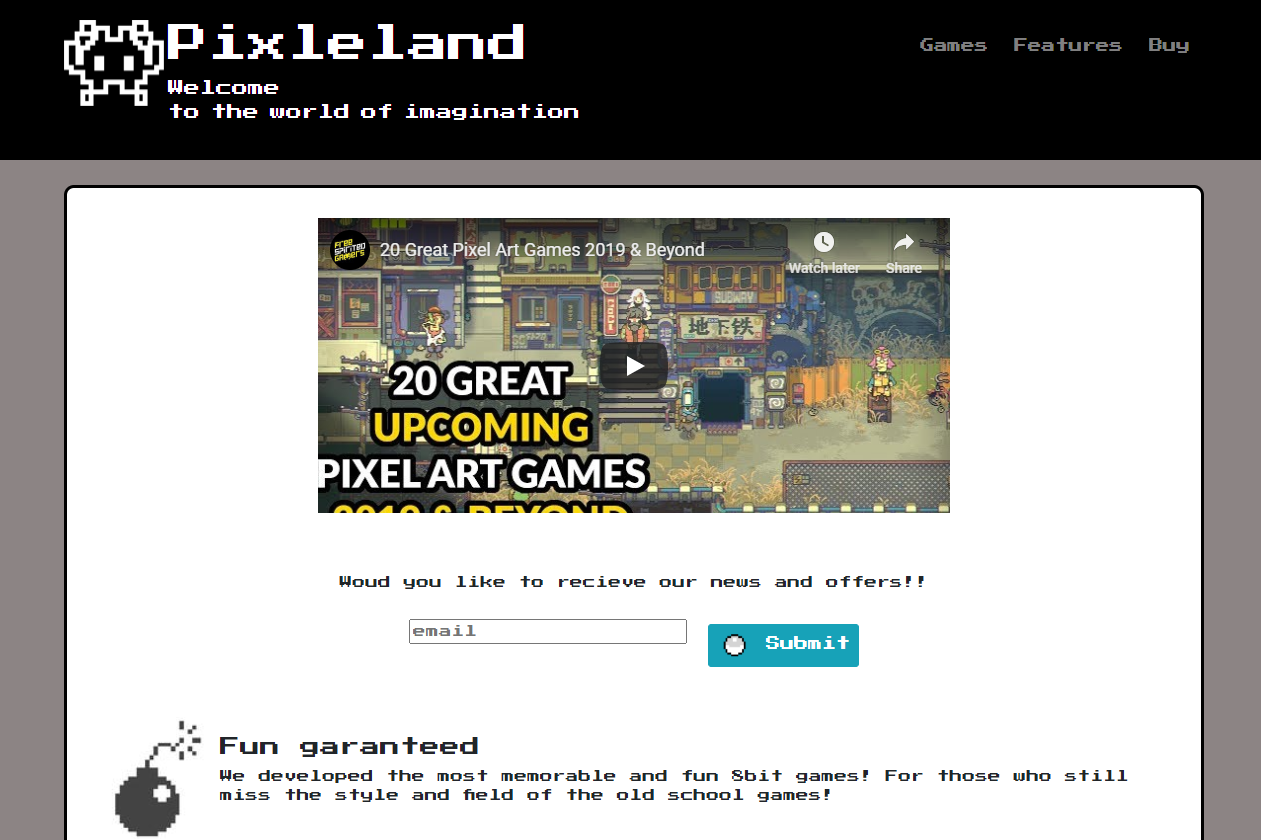 Pixleland
Games Features Buy
Welcome
to the world of imagination
FREE SPIRITED GAMERS
20 Great Pixel Art Games 2019 & Beyond
Watch later Share
SUBWAY
地下铁
20 GREAT
UPCOMING
PIXEL ART GAMES
2019 & BEYOND
Woud you like to recieve our news and offers!!
email
Submit
Fun garanteed
We developed the most memorable and fun 8bit games! For those who still
miss the style and field of the old school games!